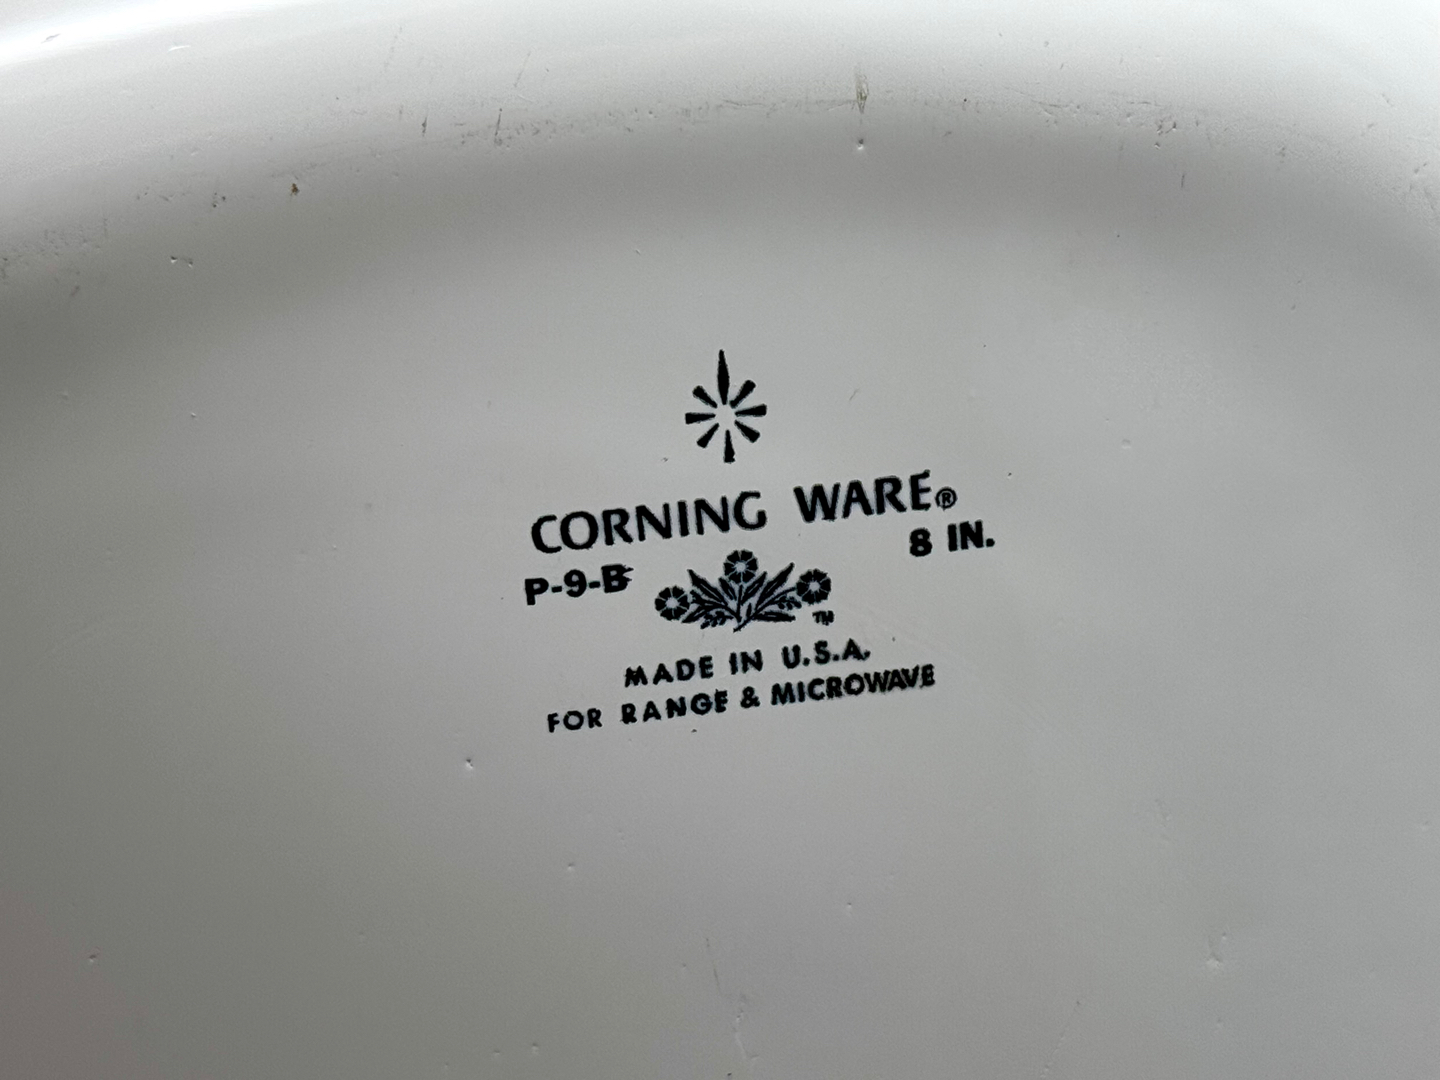 CORNING WARE®
P-9-B 8 IN.
TM
MADE IN U.S.A.
FOR RANGE & MICROWAVE